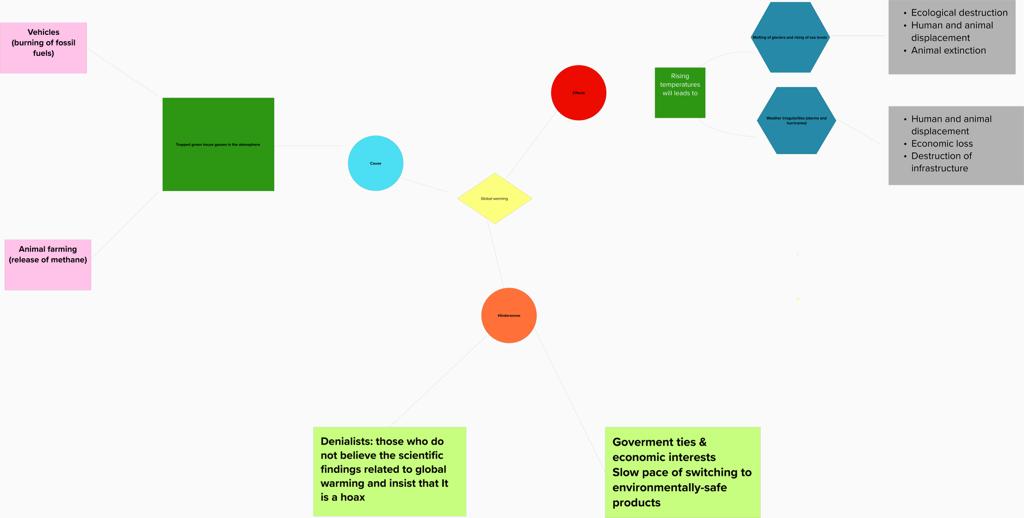 Vehicles
(burning of fossil
fuels)
Trapped green house gasses in the atmosphere
Animal farming
(release of methane)
Cause
Effects
Global warming
Hinderances
Rising
temperatures
will leads to
Melting of glaciers and rising of sea levels
Weather irregularities (storms and
hurricanes)
• Ecological destruction
• Human and animal
displacement
• Animal extinction
• Human and animal
displacement
• Economic loss
• Destruction of
infrastructure
Denialists: those who do
not believe the scientific
findings related to global
warming and insist that It
is a hoax
Goverment ties &
economic interests
Slow pace of switching to
environmentally-safe
products